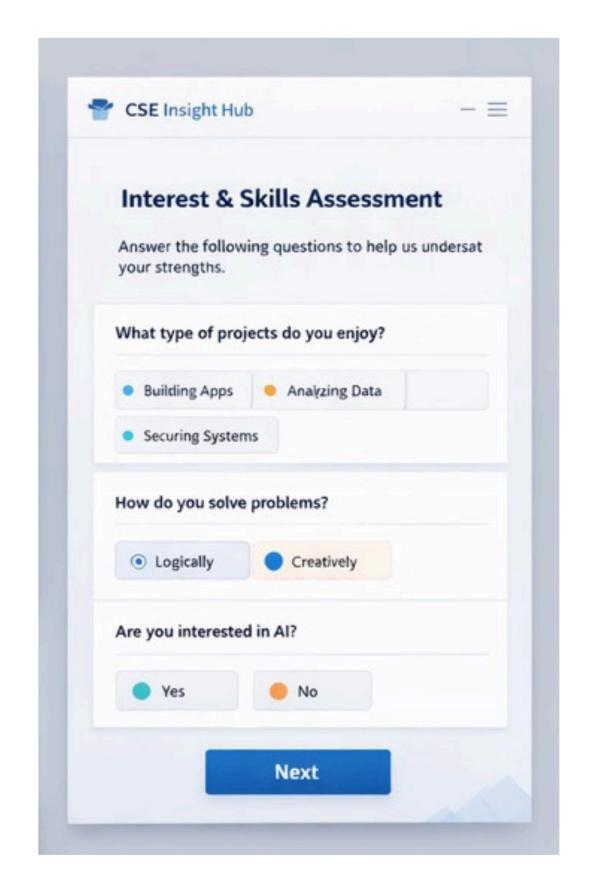 CSE Insight Hub
Interest & Skills Assessment
Answer the following questions to help us undersat
your strengths.
What type of projects do you enjoy?
Building Apps Analyzing Data
Securing Systems
How do you solve problems?
Logically Creatively
Are you interested in AI?
Yes No
Next